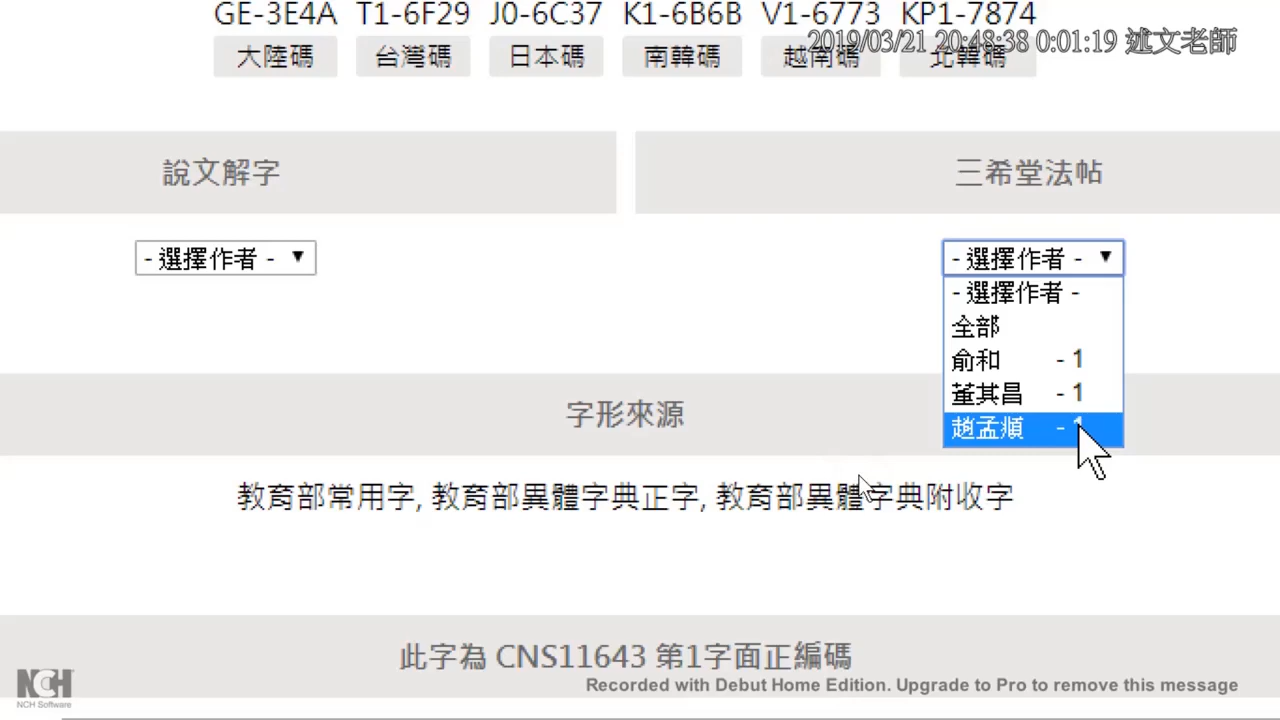 GE-3E4A T1-6F29 J0-6C37 K1-6B6B V1-6773 KP1-7874
2019/03/21 20:48:38 0:01:19 述文老師
大陸碼 台灣碼 日本碼 南韓碼 越南碼 北韓碼
說文解字 三希堂法帖
- 選擇作者 - ▼ - 選擇作者 - ▼
- 選擇作者 -
全部
俞和 - 1
董其昌 - 1
趙孟頫 - 1
字形來源
教育部常用字, 教育部異體字典正字, 教育部異體字典附收字
此字為 CNS11643 第1字面正編碼
NCH
NCH Software
Recorded with Debut Home Edition. Upgrade to Pro to remove this message